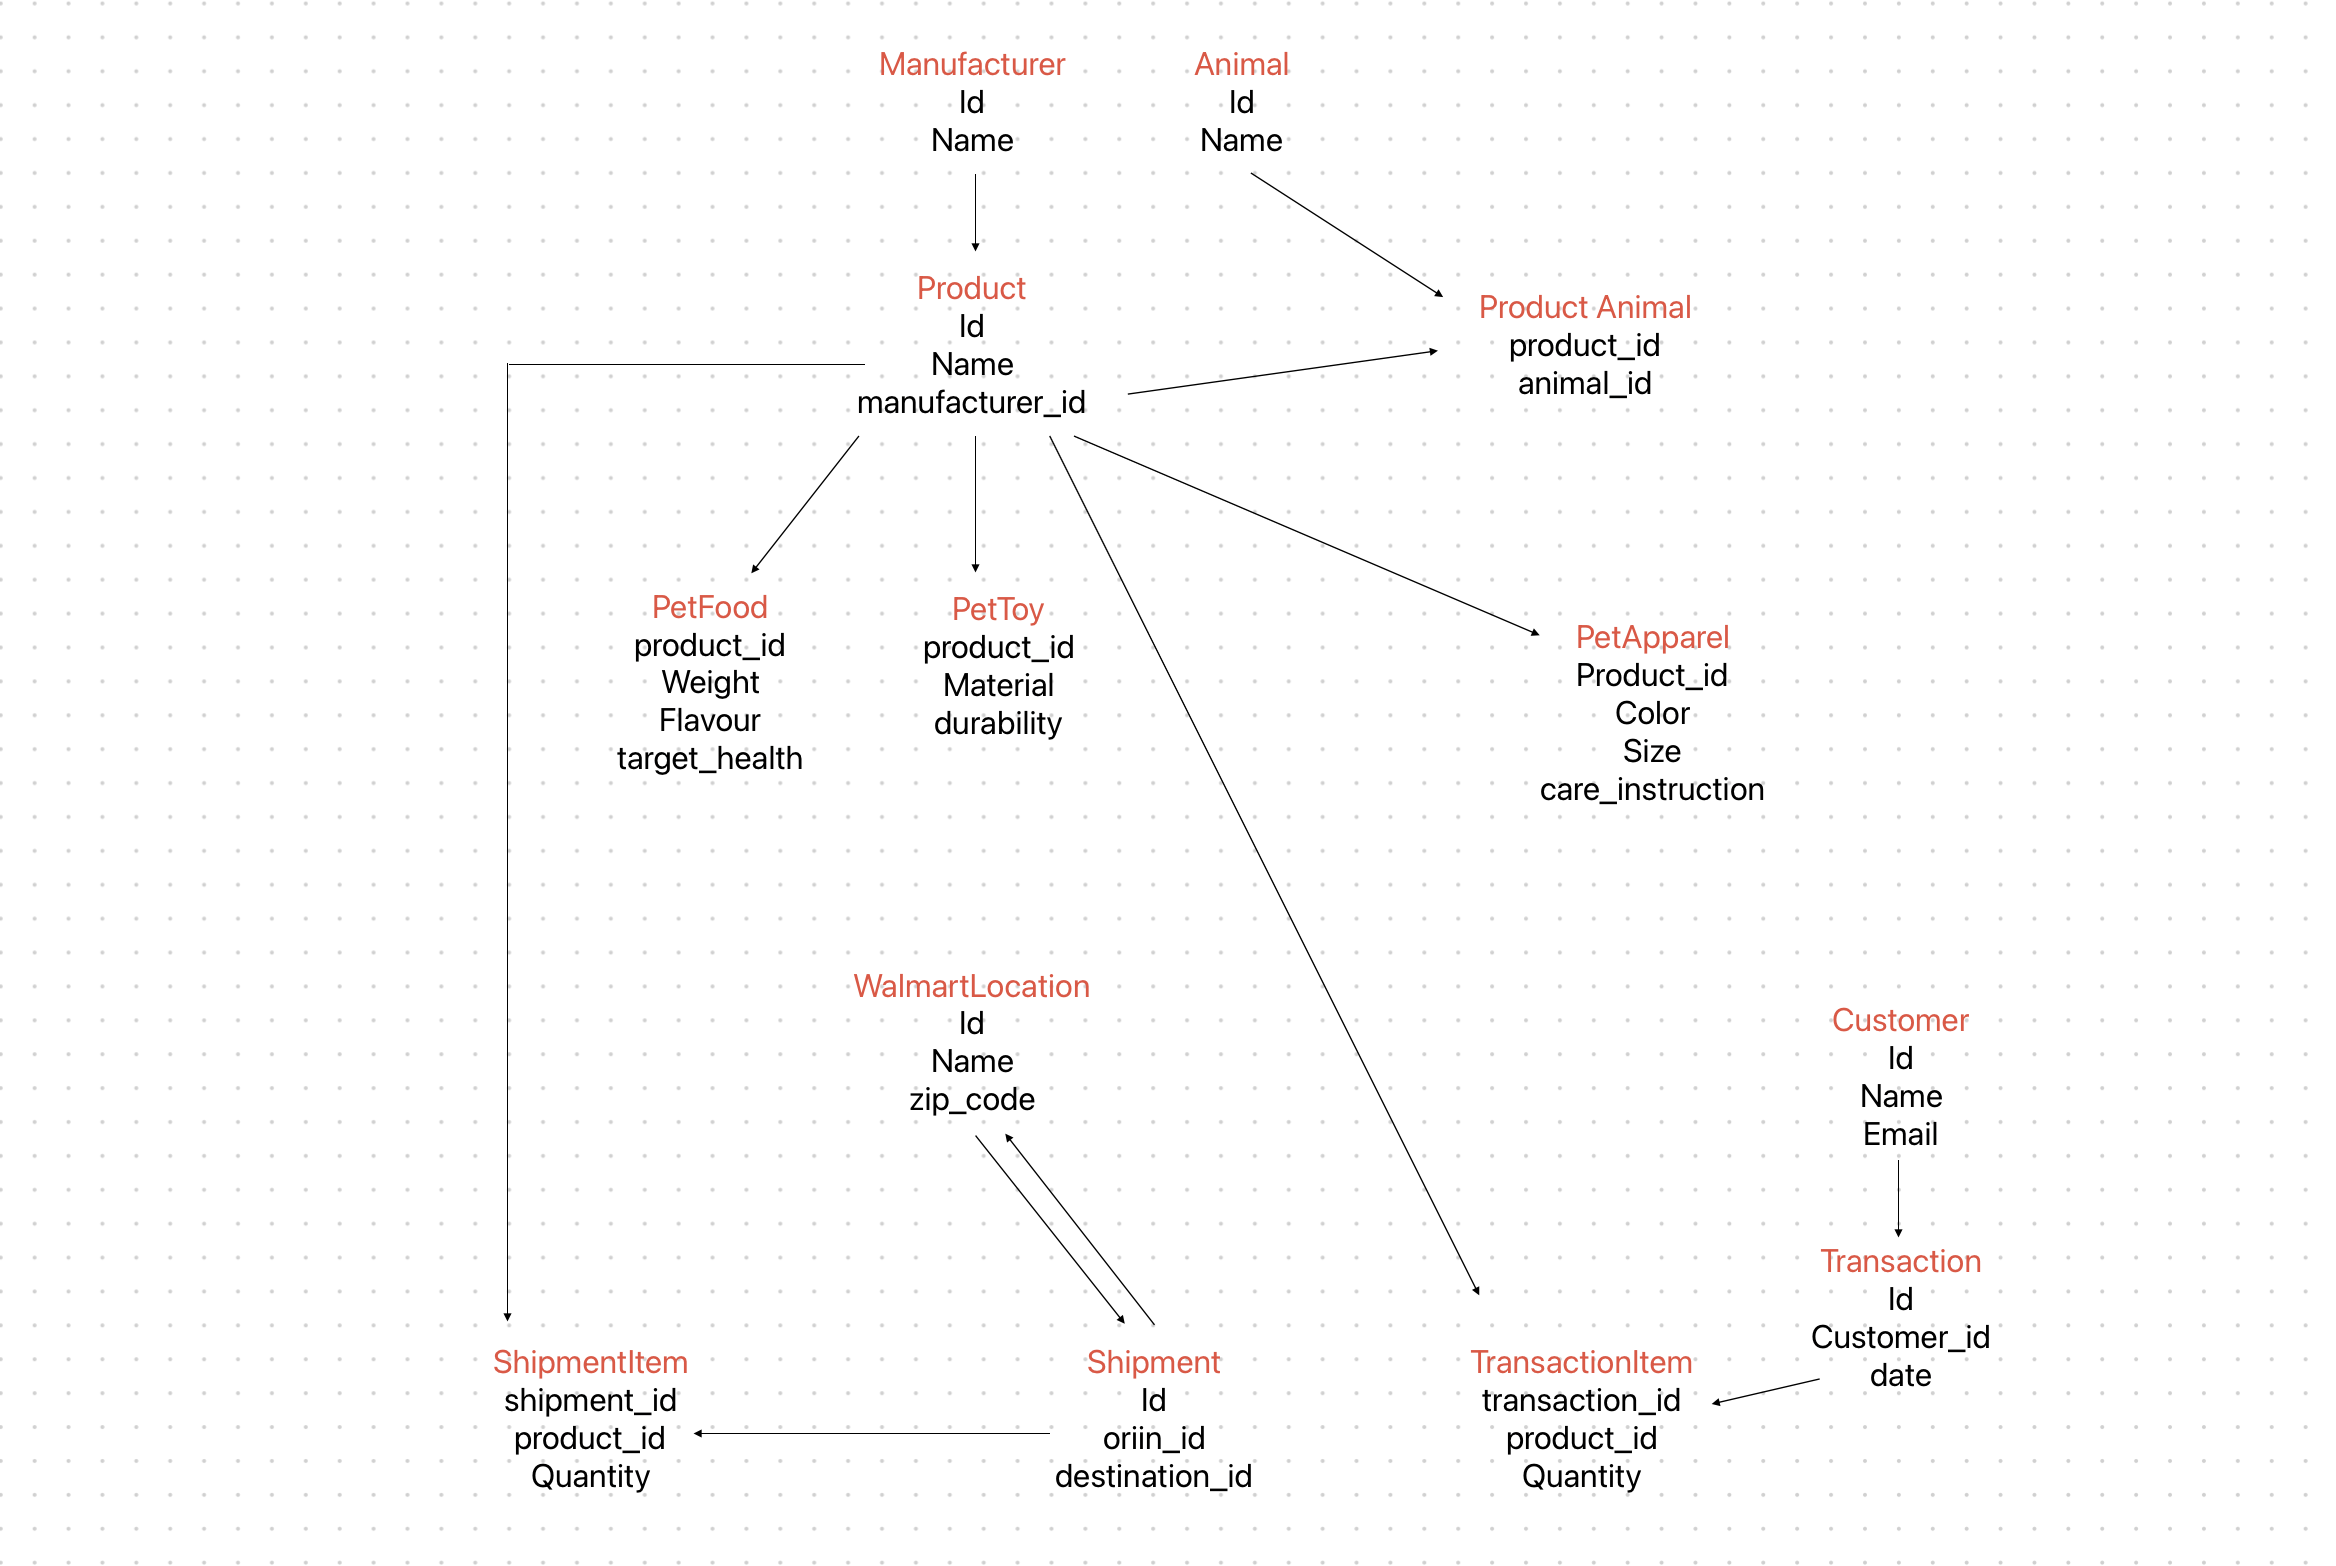 Manufacturer
Id
Name
Animal
Id
Name
Product
Id
Name
manufacturer_id
Product Animal
product_id
animal_id
PetFood
product_id
Weight
Flavour
target_health
PetToy
product_id
Material
durability
PetApparel
Product_id
Color
Size
care_instruction
WalmartLocation
Id
Name
zip_code
Customer
Id
Name
Email
Transaction
Id
Customer_id
date
ShipmentItem
shipment_id
product_id
Quantity
Shipment
Id
oriin_id
destination_id
TransactionItem
transaction_id
product_id
Quantity